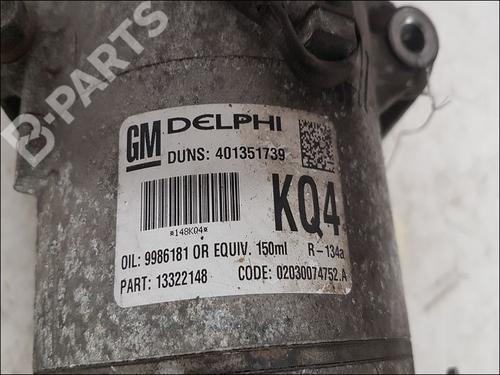 B-PARTS
GM DELPHI
DUNS: 401351739
*148K04*
KQ4
OIL: 9986181 OR EQUIV. 150ml R-134a
PART: 13322148 CODE: 02030074752.A